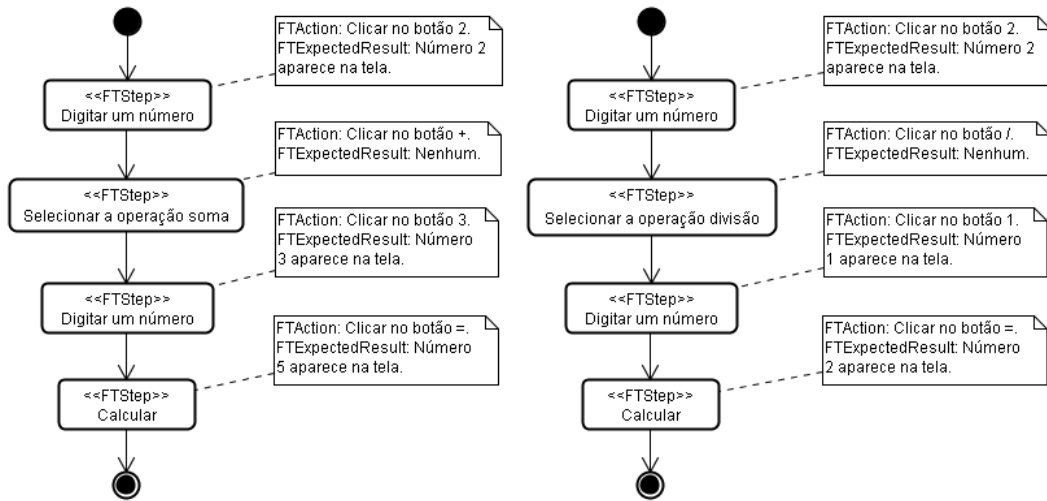 FTAction: Clicar no botão 2.
FTExpectedResult: Número 2
aparece na tela.
<<FTStep>>
Digitar um número
FTAction: Clicar no botão +.
FTExpectedResult: Nenhum.
<<FTStep>>
Selecionar a operação soma
FTAction: Clicar no botão 3.
FTExpectedResult: Número
3 aparece na tela.
<<FTStep>>
Digitar um número
FTAction: Clicar no botão =.
FTExpectedResult: Número
5 aparece na tela.
<<FTStep>>
Calcular
FTAction: Clicar no botão 2.
FTExpectedResult: Número 2
aparece na tela.
<<FTStep>>
Digitar um número
FTAction: Clicar no botão /.
FTExpectedResult: Nenhum.
<<FTStep>>
Selecionar a operação divisão
FTAction: Clicar no botão 1.
FTExpectedResult: Número
1 aparece na tela.
<<FTStep>>
Digitar um número
FTAction: Clicar no botão =.
FTExpectedResult: Número
2 aparece na tela.
<<FTStep>>
Calcular